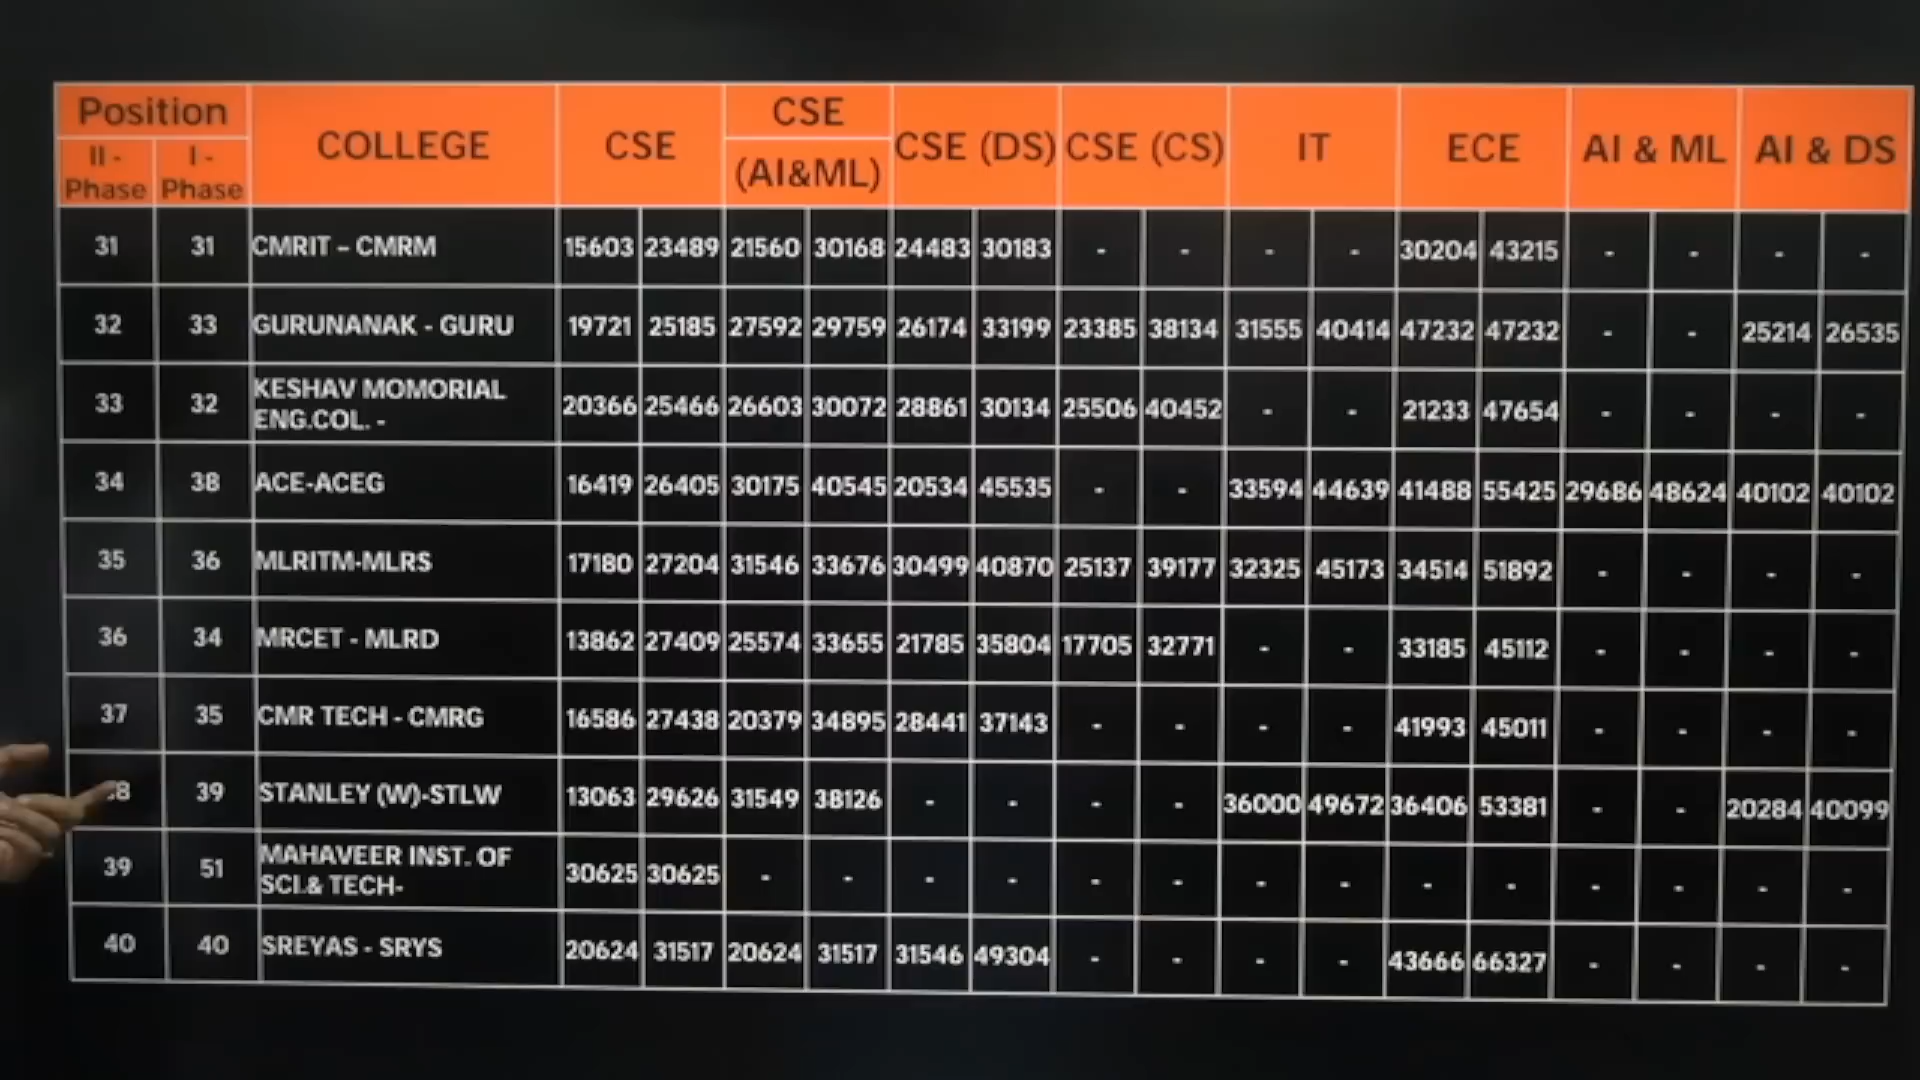 Position COLLEGE CSE CSE CSE (DS) CSE (CS) IT ECE AI & ML AI & DS
II - Phase I - Phase (AI&ML)
31 31 CMRIT – CMRM 15603 23489 21560 30168 24483 30183 - - - - 30204 43215 - - - -
32 33 GURUNANAK - GURU 19721 25185 27592 29759 26174 33199 23385 38134 31555 40414 47232 47232 - - 25214 26535
33 32 KESHAV MOMORIAL ENG.COL. - 20366 25466 26603 30072 28861 30134 25506 40452 - - 21233 47654 - - - -
34 38 ACE-ACEG 16419 26405 30175 40545 20534 45535 - - 33594 44639 41488 55425 29686 48624 40102 40102
35 36 MLRITM-MLRS 17180 27204 31546 33676 30499 40870 25137 39177 32325 45173 34514 51892 - - - -
36 34 MRCET - MLRD 13862 27409 25574 33655 21785 35804 17705 32771 - - 33185 45112 - - - -
37 35 CMR TECH - CMRG 16586 27438 20379 34895 28441 37143 - - - - 41993 45011 - - - -
39 STANLEY (W)-STLW 13063 29626 31549 38126 - - - - 36000 49672 36406 53381 - - 20284 40099
39 51 MAHAVEER INST. OF SCI.& TECH- 30625 30625 - - - - - - - - - - - - - -
40 40 SREYAS - SRYS 20624 31517 20624 31517 31546 49304 - - - - 43666 66327 - - - -